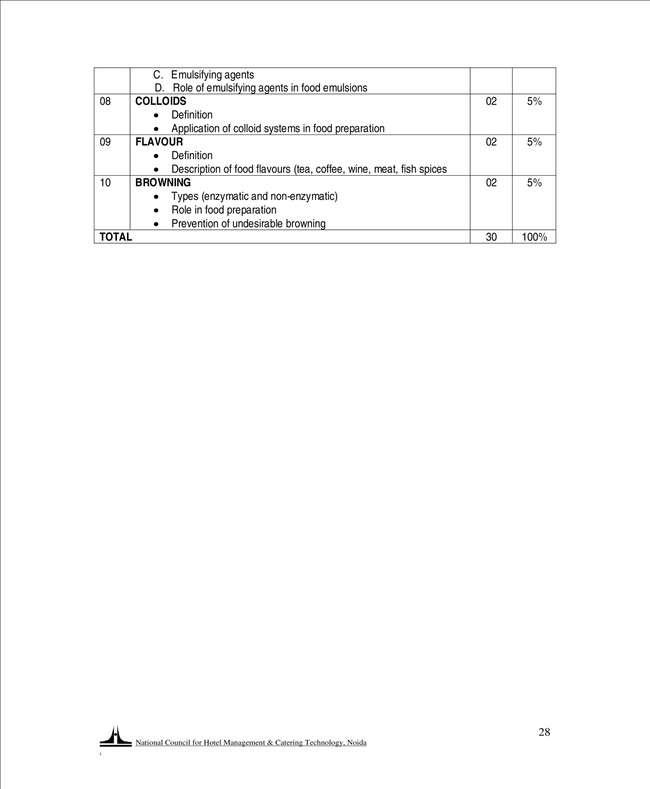 C. Emulsifying agents
D. Role of emulsifying agents in food emulsions
08 COLLOIDS 02 5%
• Definition
• Application of colloid systems in food preparation
09 FLAVOUR 02 5%
• Definition
• Description of food flavours (tea, coffee, wine, meat, fish spices
10 BROWNING 02 5%
• Types (enzymatic and non-enzymatic)
• Role in food preparation
• Prevention of undesirable browning
TOTAL 30 100%
28
National Council for Hotel Management & Catering Technology, Noida